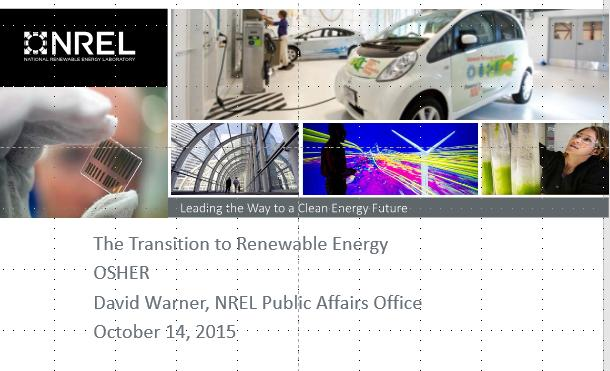 NREL
NATIONAL RENEWABLE ENERGY LABORATORY
Leading the Way to a Clean Energy Future
The Transition to Renewable Energy
OSHER
David Warner, NREL Public Affairs Office
October 14, 2015